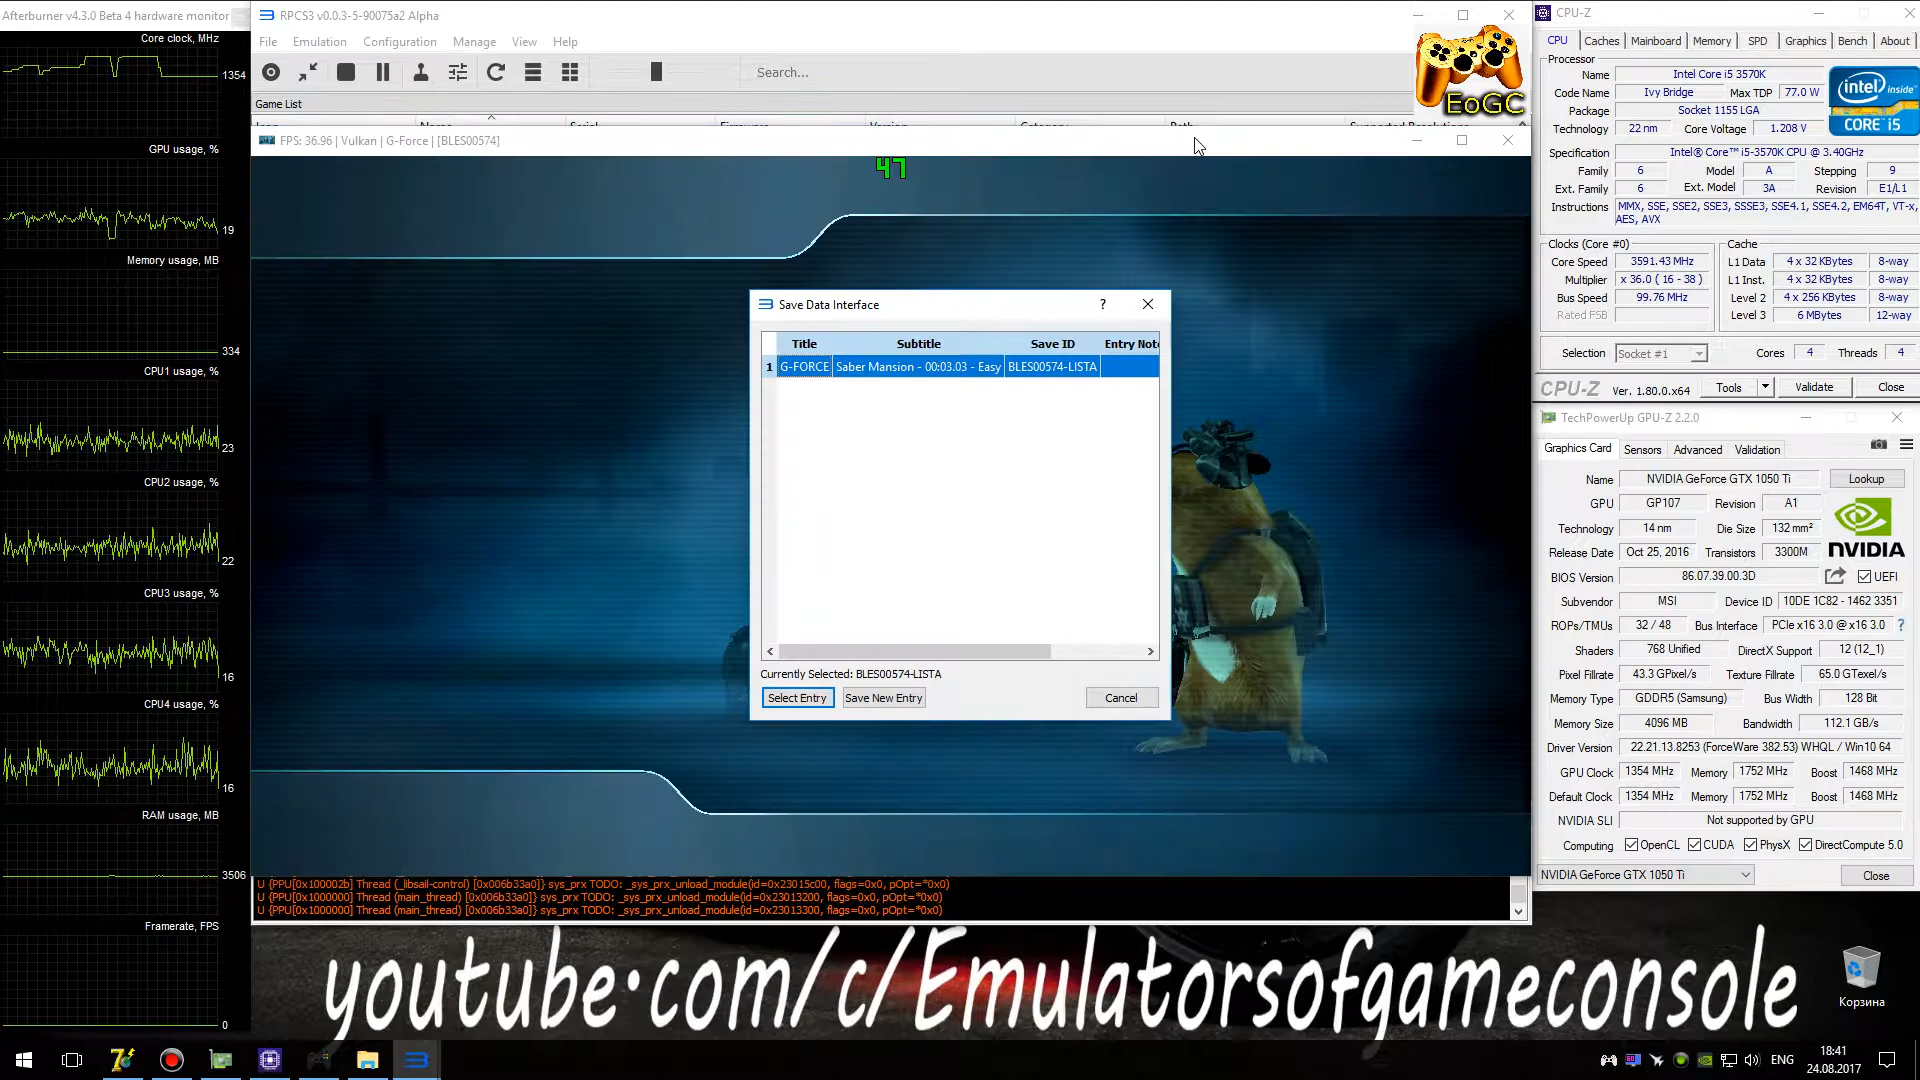 Afterburner v4.3.0 Beta 4 hardware monitor
Core clock, MHz
1354
GPU usage, %
19
Memory usage, MB
334
CPU1 usage, %
23
CPU2 usage, %
22
CPU3 usage, %
16
CPU4 usage, %
16
RAM usage, MB
3506
Framerate, FPS
0
RPCS3 v0.0.3-5-90075a2 Alpha
File Emulation Configuration Manage View Help
Search...
EoGC
Game List
FPS: 36.96 | Vulkan | G-Force | [BLES00574]
47
Save Data Interface
Title Subtitle Save ID Entry Note
1 G-FORCE Saber Mansion - 00:03.03 - Easy BLES00574-LISTA
Currently Selected: BLES00574-LISTA
Select Entry Save New Entry Cancel
U {PPU[0x100002b] Thread (_libsail-control) [0x006b33a0]} sys_prx TODO: _sys_prx_unload_module(id=0x23015c00, flags=0x0, pOpt=*0x0)
U {PPU[0x1000000] Thread (main_thread) [0x006b33a0]} sys_prx TODO: _sys_prx_unload_module(id=0x23013200, flags=0x0, pOpt=*0x0)
U {PPU[0x1000000] Thread (main_thread) [0x006b33a0]} sys_prx TODO: _sys_prx_unload_module(id=0x23013300, flags=0x0, pOpt=*0x0)
CPU-Z
CPU Caches Mainboard Memory SPD Graphics Bench About
Processor
Name Intel Core i5 3570K
Code Name Ivy Bridge Max TDP 77.0 W
Package Socket 1155 LGA
Technology 22 nm Core Voltage 1.208 V
intel inside
CORE i5
Specification Intel® Core™ i5-3570K CPU @ 3.40GHz
Family 6 Model A Stepping 9
Ext. Family 6 Ext. Model 3A Revision E1/L1
Instructions MMX, SSE, SSE2, SSE3, SSSE3, SSE4.1, SSE4.2, EM64T, VT-x,
AES, AVX
Clocks (Core #0) Cache
Core Speed 3591.43 MHz L1 Data 4 x 32 KBytes 8-way
Multiplier x 36.0 ( 16 - 38 ) L1 Inst. 4 x 32 KBytes 8-way
Bus Speed 99.76 MHz Level 2 4 x 256 KBytes 8-way
Rated FSB Level 3 6 MBytes 12-way
Selection Socket #1 Cores 4 Threads 4
CPU-Z Ver. 1.80.0.x64 Tools Validate Close
TechPowerUp GPU-Z 2.2.0
Graphics Card Sensors Advanced Validation
Name NVIDIA GeForce GTX 1050 Ti Lookup
GPU GP107 Revision A1
Technology 14 nm Die Size 132 mm²
Release Date Oct 25, 2016 Transistors 3300M
NVIDIA
BIOS Version 86.07.39.00.3D UEFI
Subvendor MSI Device ID 10DE 1C82 - 1462 3351
ROPs/TMUs 32 / 48 Bus Interface PCIe x16 3.0 @ x16 3.0 ?
Shaders 768 Unified DirectX Support 12 (12_1)
Pixel Fillrate 43.3 GPixel/s Texture Fillrate 65.0 GTexel/s
Memory Type GDDR5 (Samsung) Bus Width 128 Bit
Memory Size 4096 MB Bandwidth 112.1 GB/s
Driver Version 22.21.13.8253 (ForceWare 382.53) WHQL / Win10 64
GPU Clock 1354 MHz Memory 1752 MHz Boost 1468 MHz
Default Clock 1354 MHz Memory 1752 MHz Boost 1468 MHz
NVIDIA SLI Not supported by GPU
Computing OpenCL CUDA PhysX DirectCompute 5.0
NVIDIA GeForce GTX 1050 Ti Close
youtube.com/c/Emulatorsofgameconsole
Корзина
ENG
18:41
24.08.2017